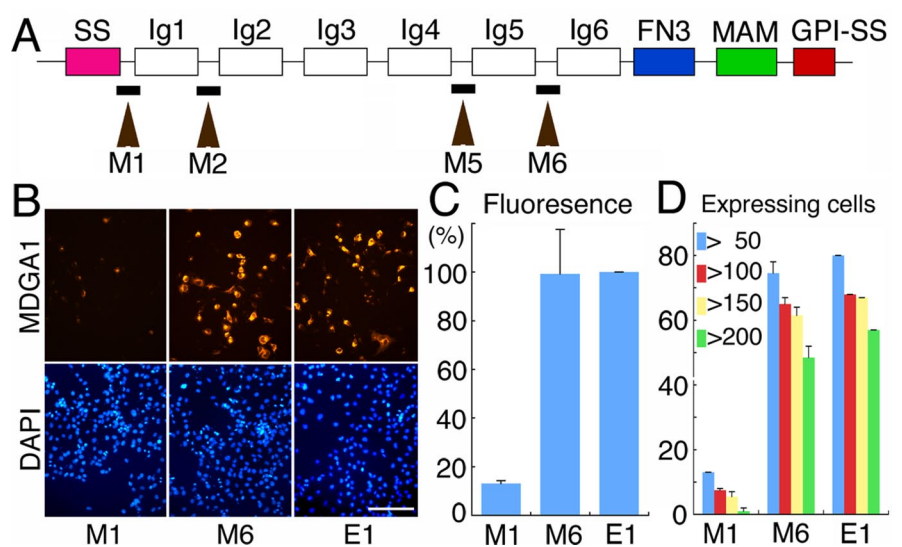 A
SS Ig1 Ig2 Ig3 Ig4 Ig5 Ig6 FN3 MAM GPI-SS
M1 M2 M5 M6
B
MDGA1
DAPI
M1 M6 E1
C
Fluoresence
(%)
100
80
60
40
20
0
M1 M6 E1
D
Expressing cells
> 50
>100
>150
>200
80
60
40
20
0
M1 M6 E1